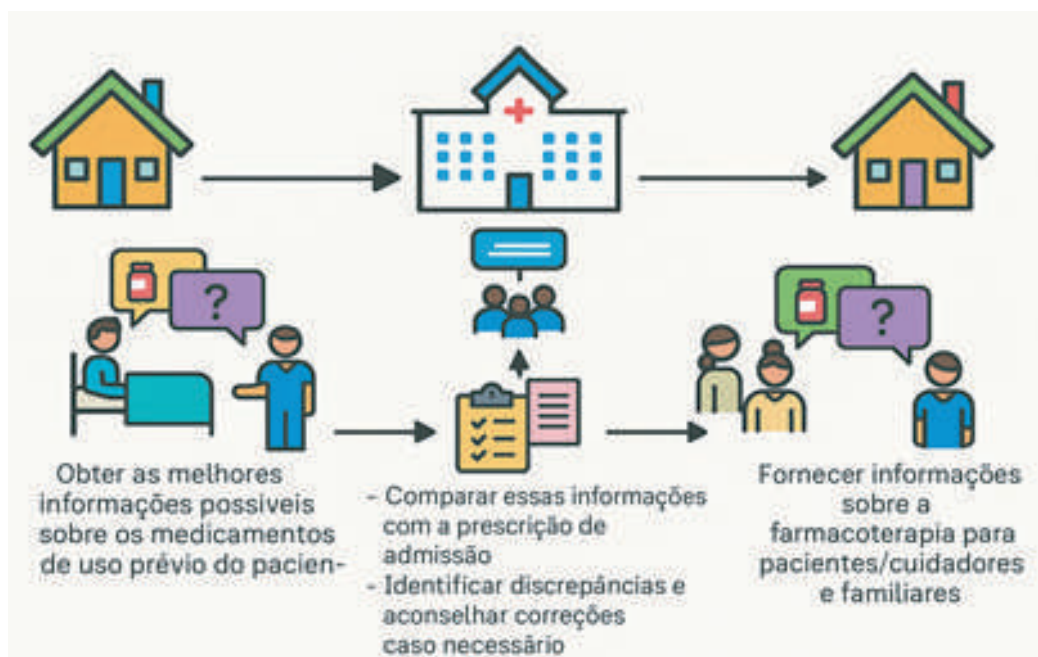 ?
Obter as melhores
informações possiveis
sobre os medicamentos
de uso prévio do pacien-
- Comparar essas informações
com a prescrição de
admissão
- Identificar discrepâncias e
aconselhar correções
caso necessário
?
Fornecer informações
sobre a
farmacoterapia para
pacientes/cuidadores
e familiares